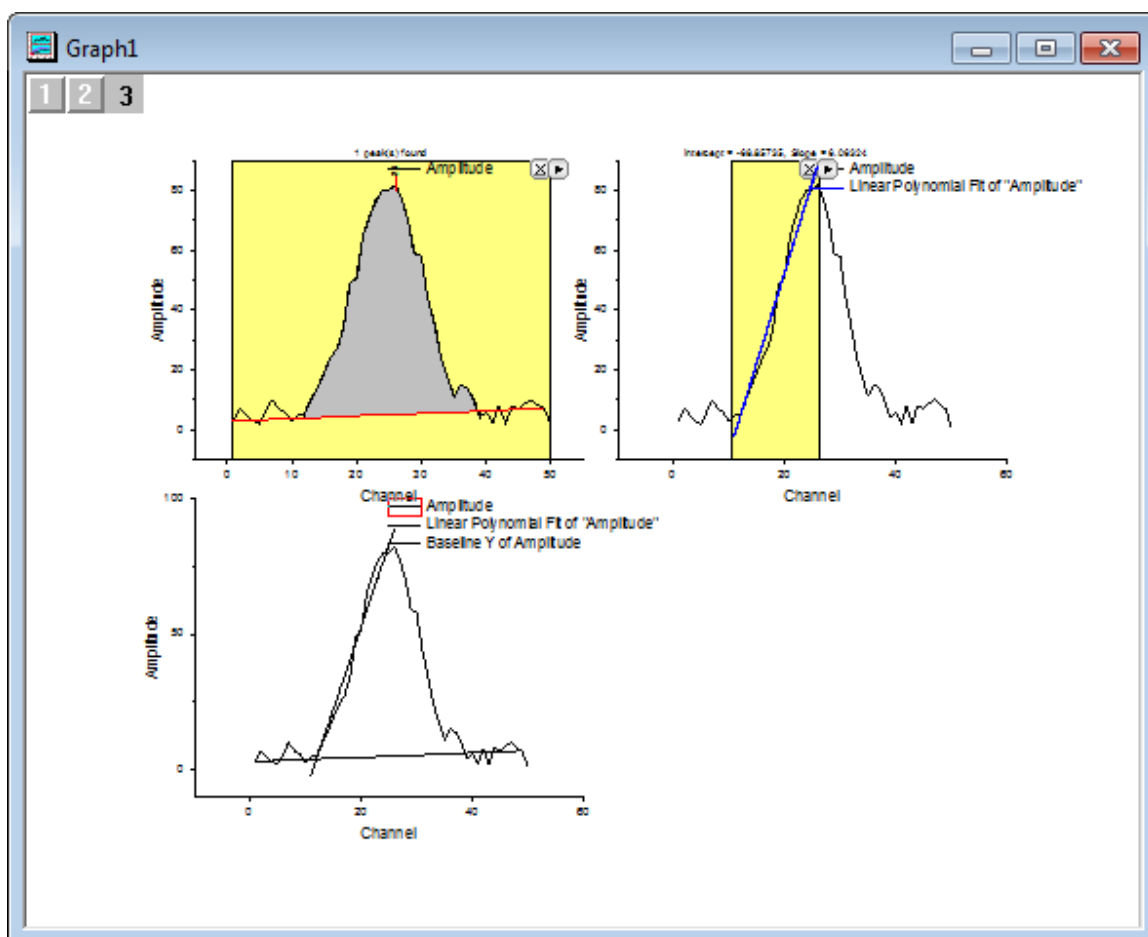 Graph1
1 2 3
1 peak(s) found
Amplitude
80
60
40
20
0
Amplitude
0 10 20 30 40 50
Channel
Amplitude
Linear Polynomial Fit of "Amplitude"
80
60
40
20
0
Amplitude
0 20 40 60
Channel
Amplitude
Linear Polynomial Fit of "Amplitude"
Baseline Y of Amplitude
100
50
0
Amplitude
0 20 40 60
Channel